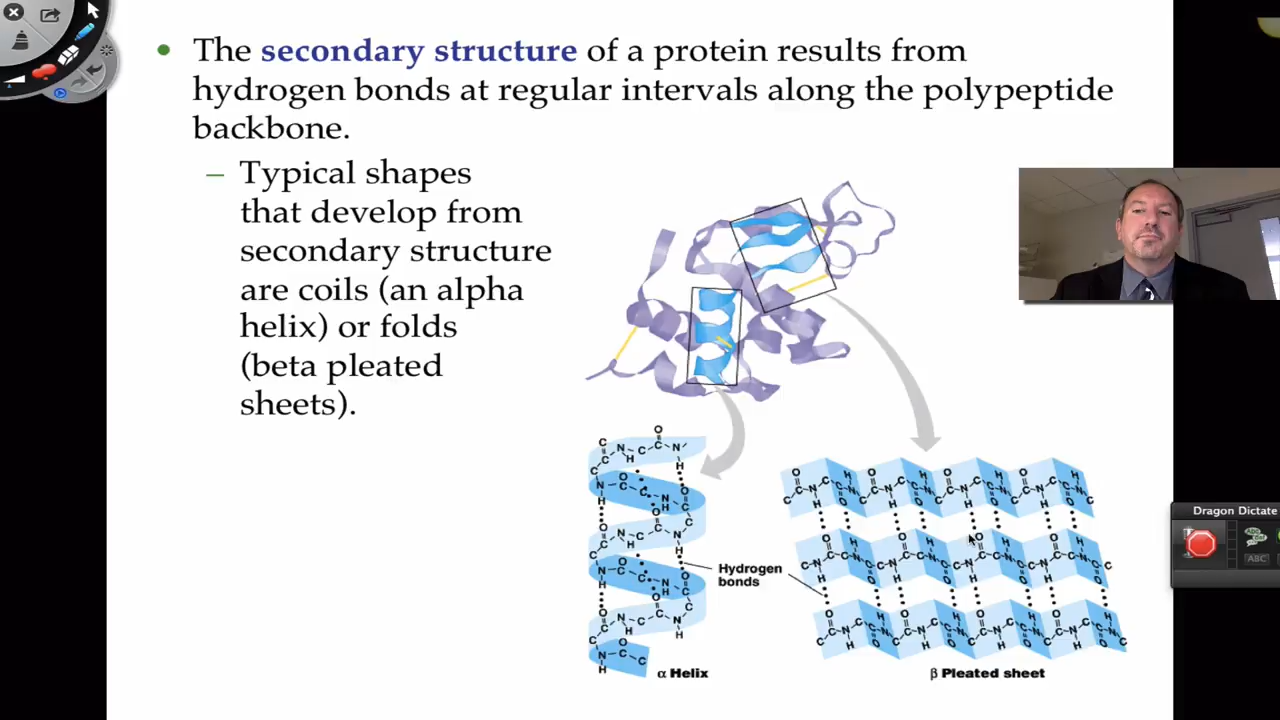 • The secondary structure of a protein results from
hydrogen bonds at regular intervals along the polypeptide
backbone.
– Typical shapes
that develop from
secondary structure
are coils (an alpha
helix) or folds
(beta pleated
sheets).
Hydrogen
bonds
α Helix
β Pleated sheet
Dragon Dictate
ABC